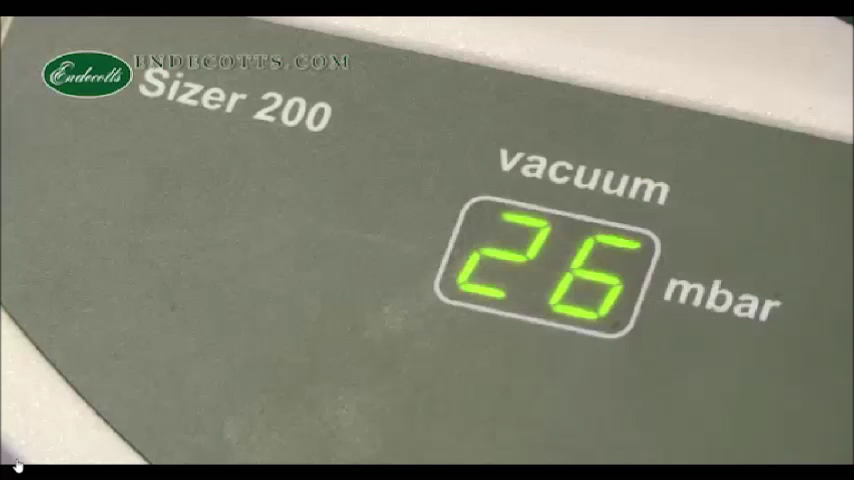 Endecotts
ENDECOTTS.COM
Sizer 200
vacuum
26
mbar